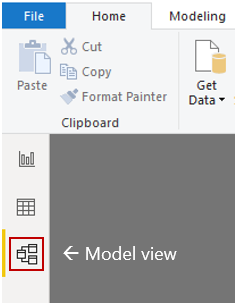 File Home Modeling
Paste
Cut
Copy
Format Painter
Get
Data
Clipboard
← Model view